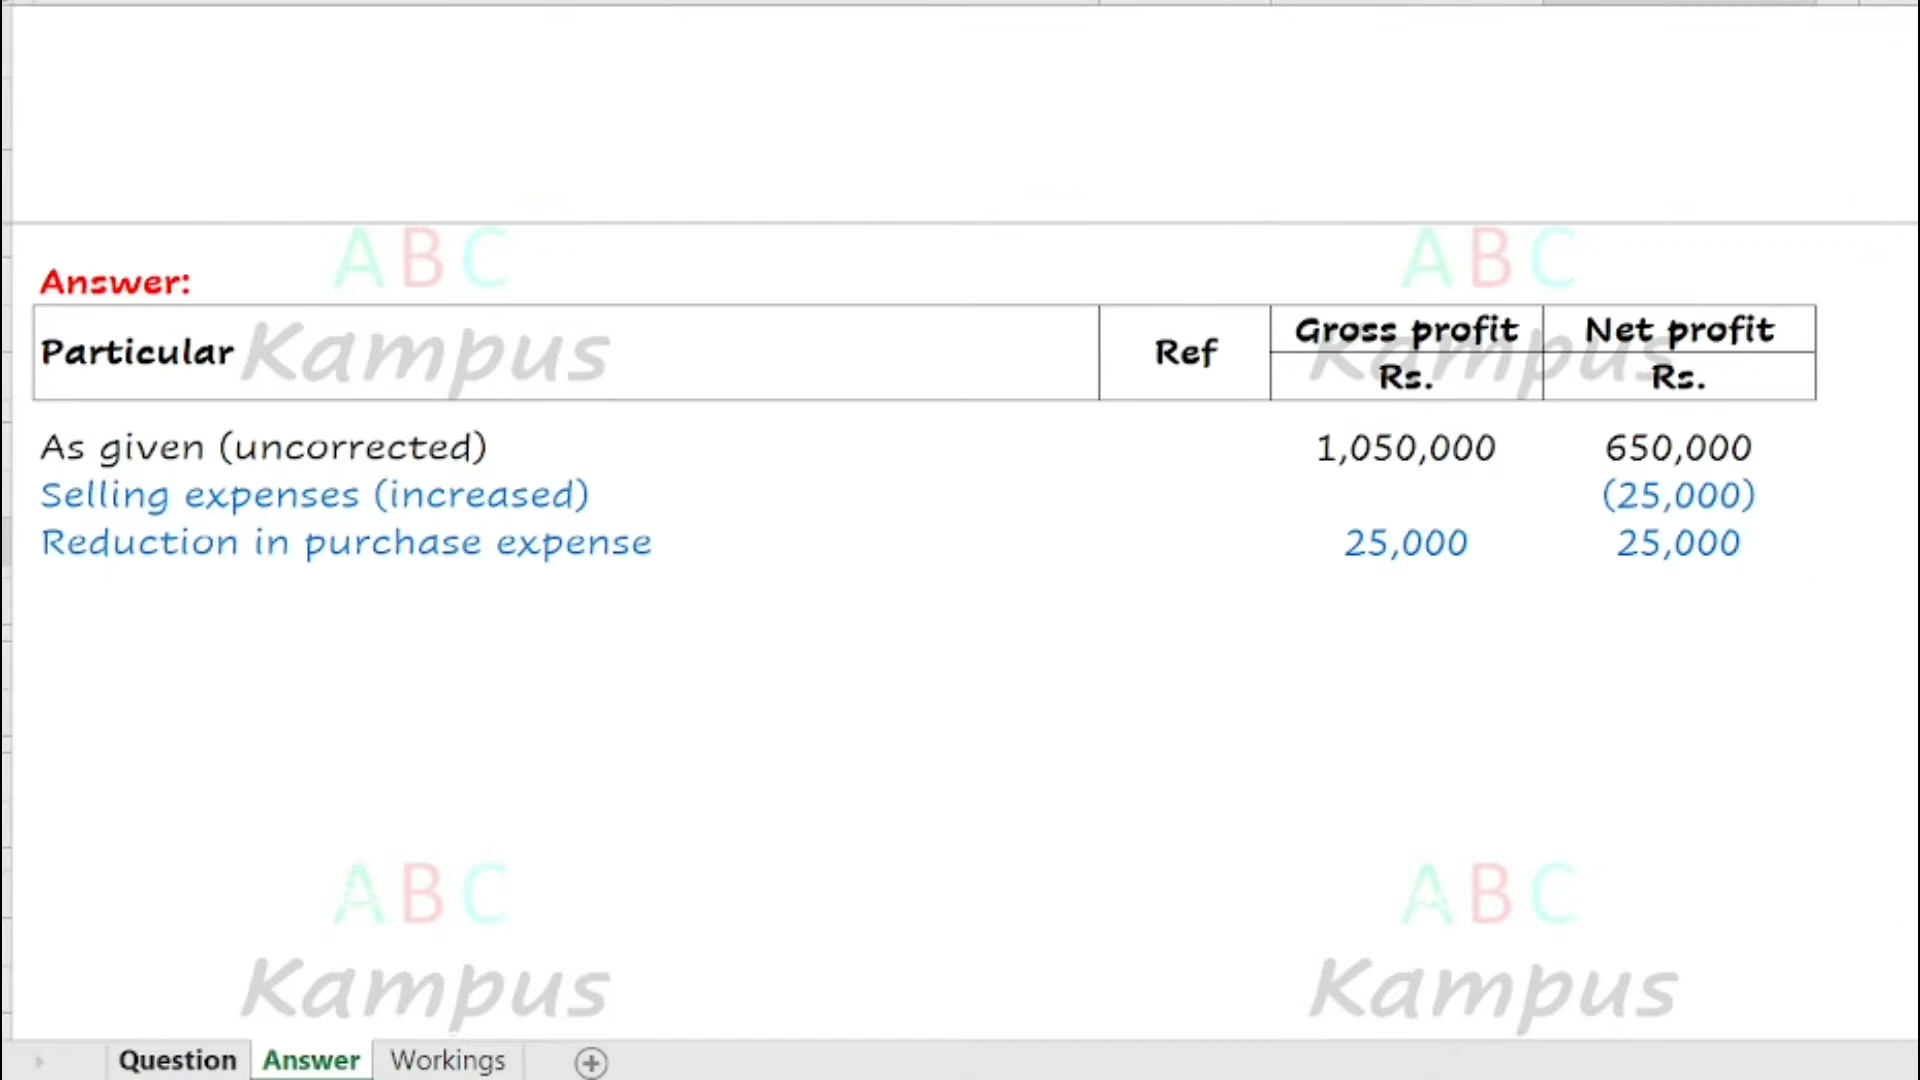 ABC ABC
Answer:
Kampus Kampus
Particular Ref Gross profit Net profit
Rs. Rs.
As given (uncorrected) 1,050,000 650,000
Selling expenses (increased) (25,000)
Reduction in purchase expense 25,000 25,000
ABC ABC
Kampus Kampus
Question Answer Workings